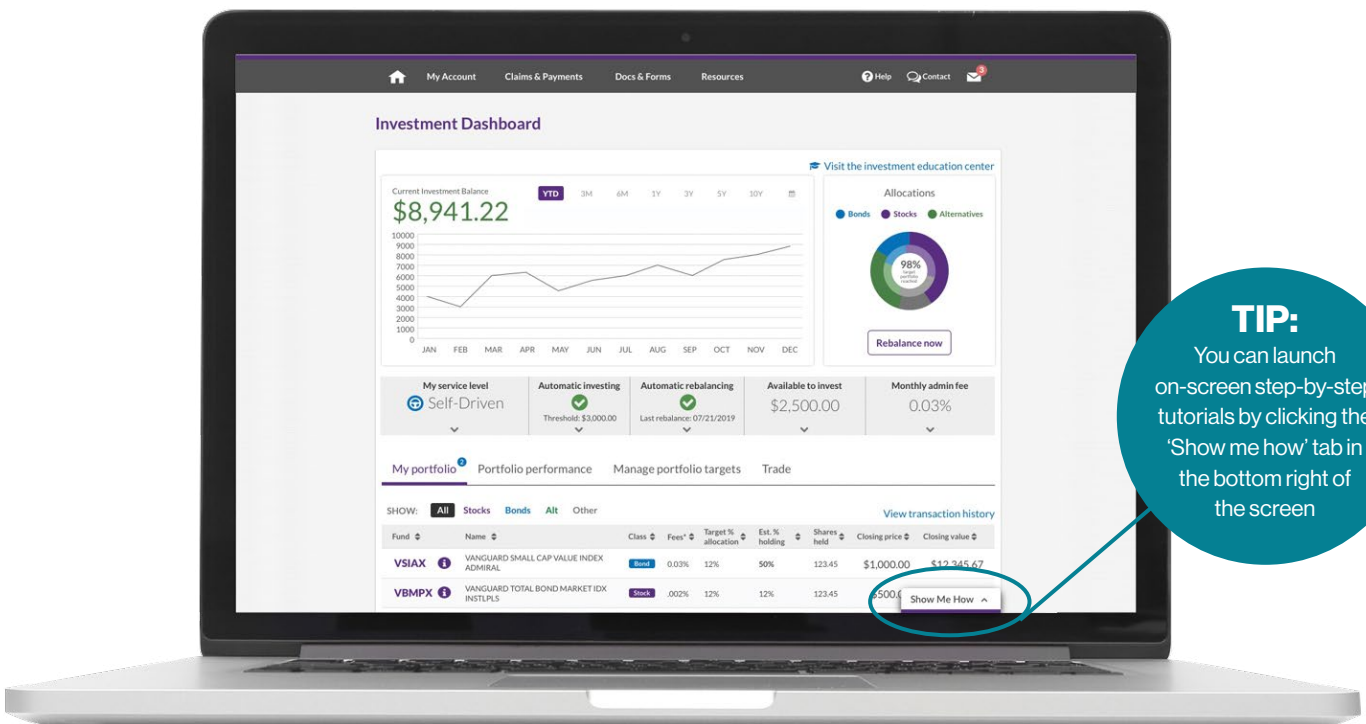 My Account Claims & Payments Docs & Forms Resources Help Contact 3
Investment Dashboard
Visit the investment education center
Current Investment Balance
$8,941.22
YTD 3M 6M 1Y 3Y 5Y 10Y
10000
9000
8000
7000
6000
5000
4000
3000
2000
1000
0
JAN FEB MAR APR MAY JUN JUL AUG SEP OCT NOV DEC
Allocations
Bonds Stocks Alternatives
98%
target
portfolio
reached
Rebalance now
My service level
Self-Driven
Automatic investing
Threshold: $3,000.00
Automatic rebalancing
Last rebalance: 07/21/2019
Available to invest
$2,500.00
Monthly admin fee
0.03%
My portfolio 2 Portfolio performance Manage portfolio targets Trade
SHOW: All Stocks Bonds Alt Other
View transaction history
Fund Name Class Fees* Target % allocation Est. % holding Shares held Closing price Closing value
VSIAX VANGUARD SMALL CAP VALUE INDEX
ADMIRAL Bond 0.03% 12% 50% 123.45 $1,000.00 $12,345.67
VBMPX VANGUARD TOTAL BOND MARKET IDX
INSTLPLS Stock .002% 12% 12% 123.45 $500.0
Show Me How
TIP:
You can launch
on-screen step-by-step
tutorials by clicking the
‘Show me how’ tab in
the bottom right of
the screen